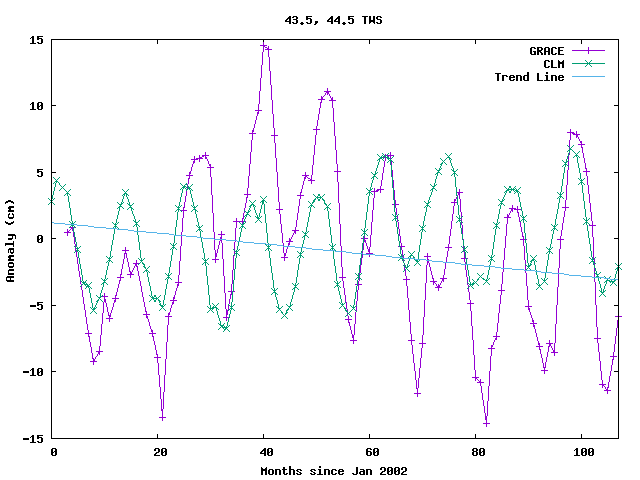 43.5, 44.5 TWS
GRACE
CLM
Trend Line
15
10
5
0
-5
-10
-15
Anomaly (cm)
0 20 40 60 80 100
Months since Jan 2002